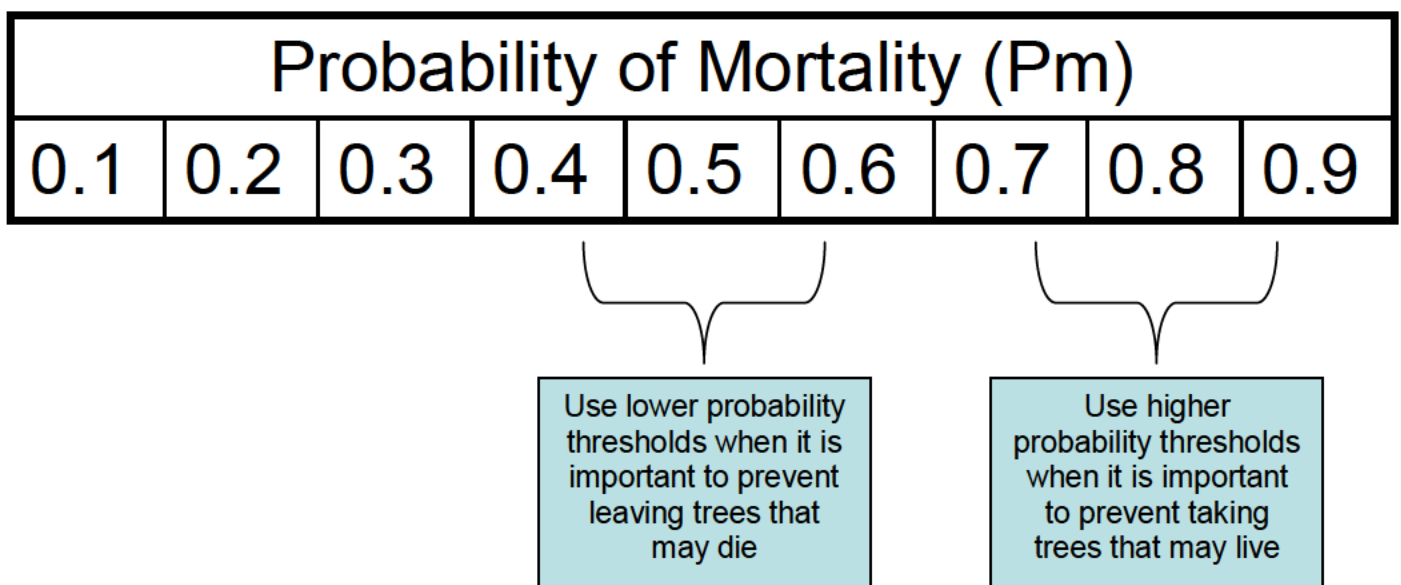 Probability of Mortality (Pm)
0.1 0.2 0.3 0.4 0.5 0.6 0.7 0.8 0.9
Use lower probability
thresholds when it is
important to prevent
leaving trees that
may die
Use higher
probability thresholds
when it is important
to prevent taking
trees that may live